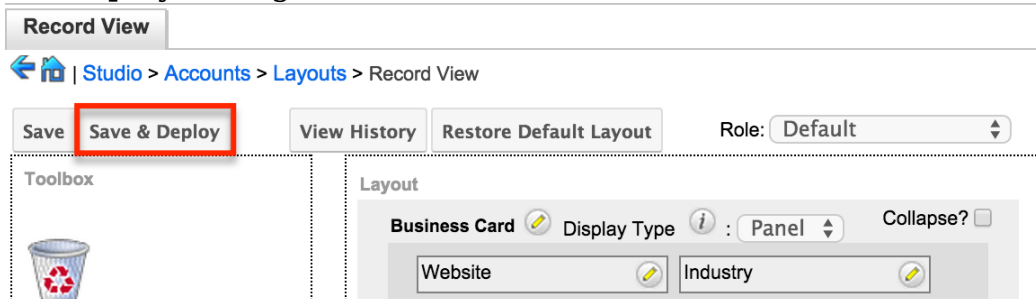 Record View
| Studio > Accounts > Layouts > Record View
Save Save & Deploy View History Restore Default Layout Role: Default
Toolbox
Layout
Business Card Display Type i : Panel Collapse?
Website Industry